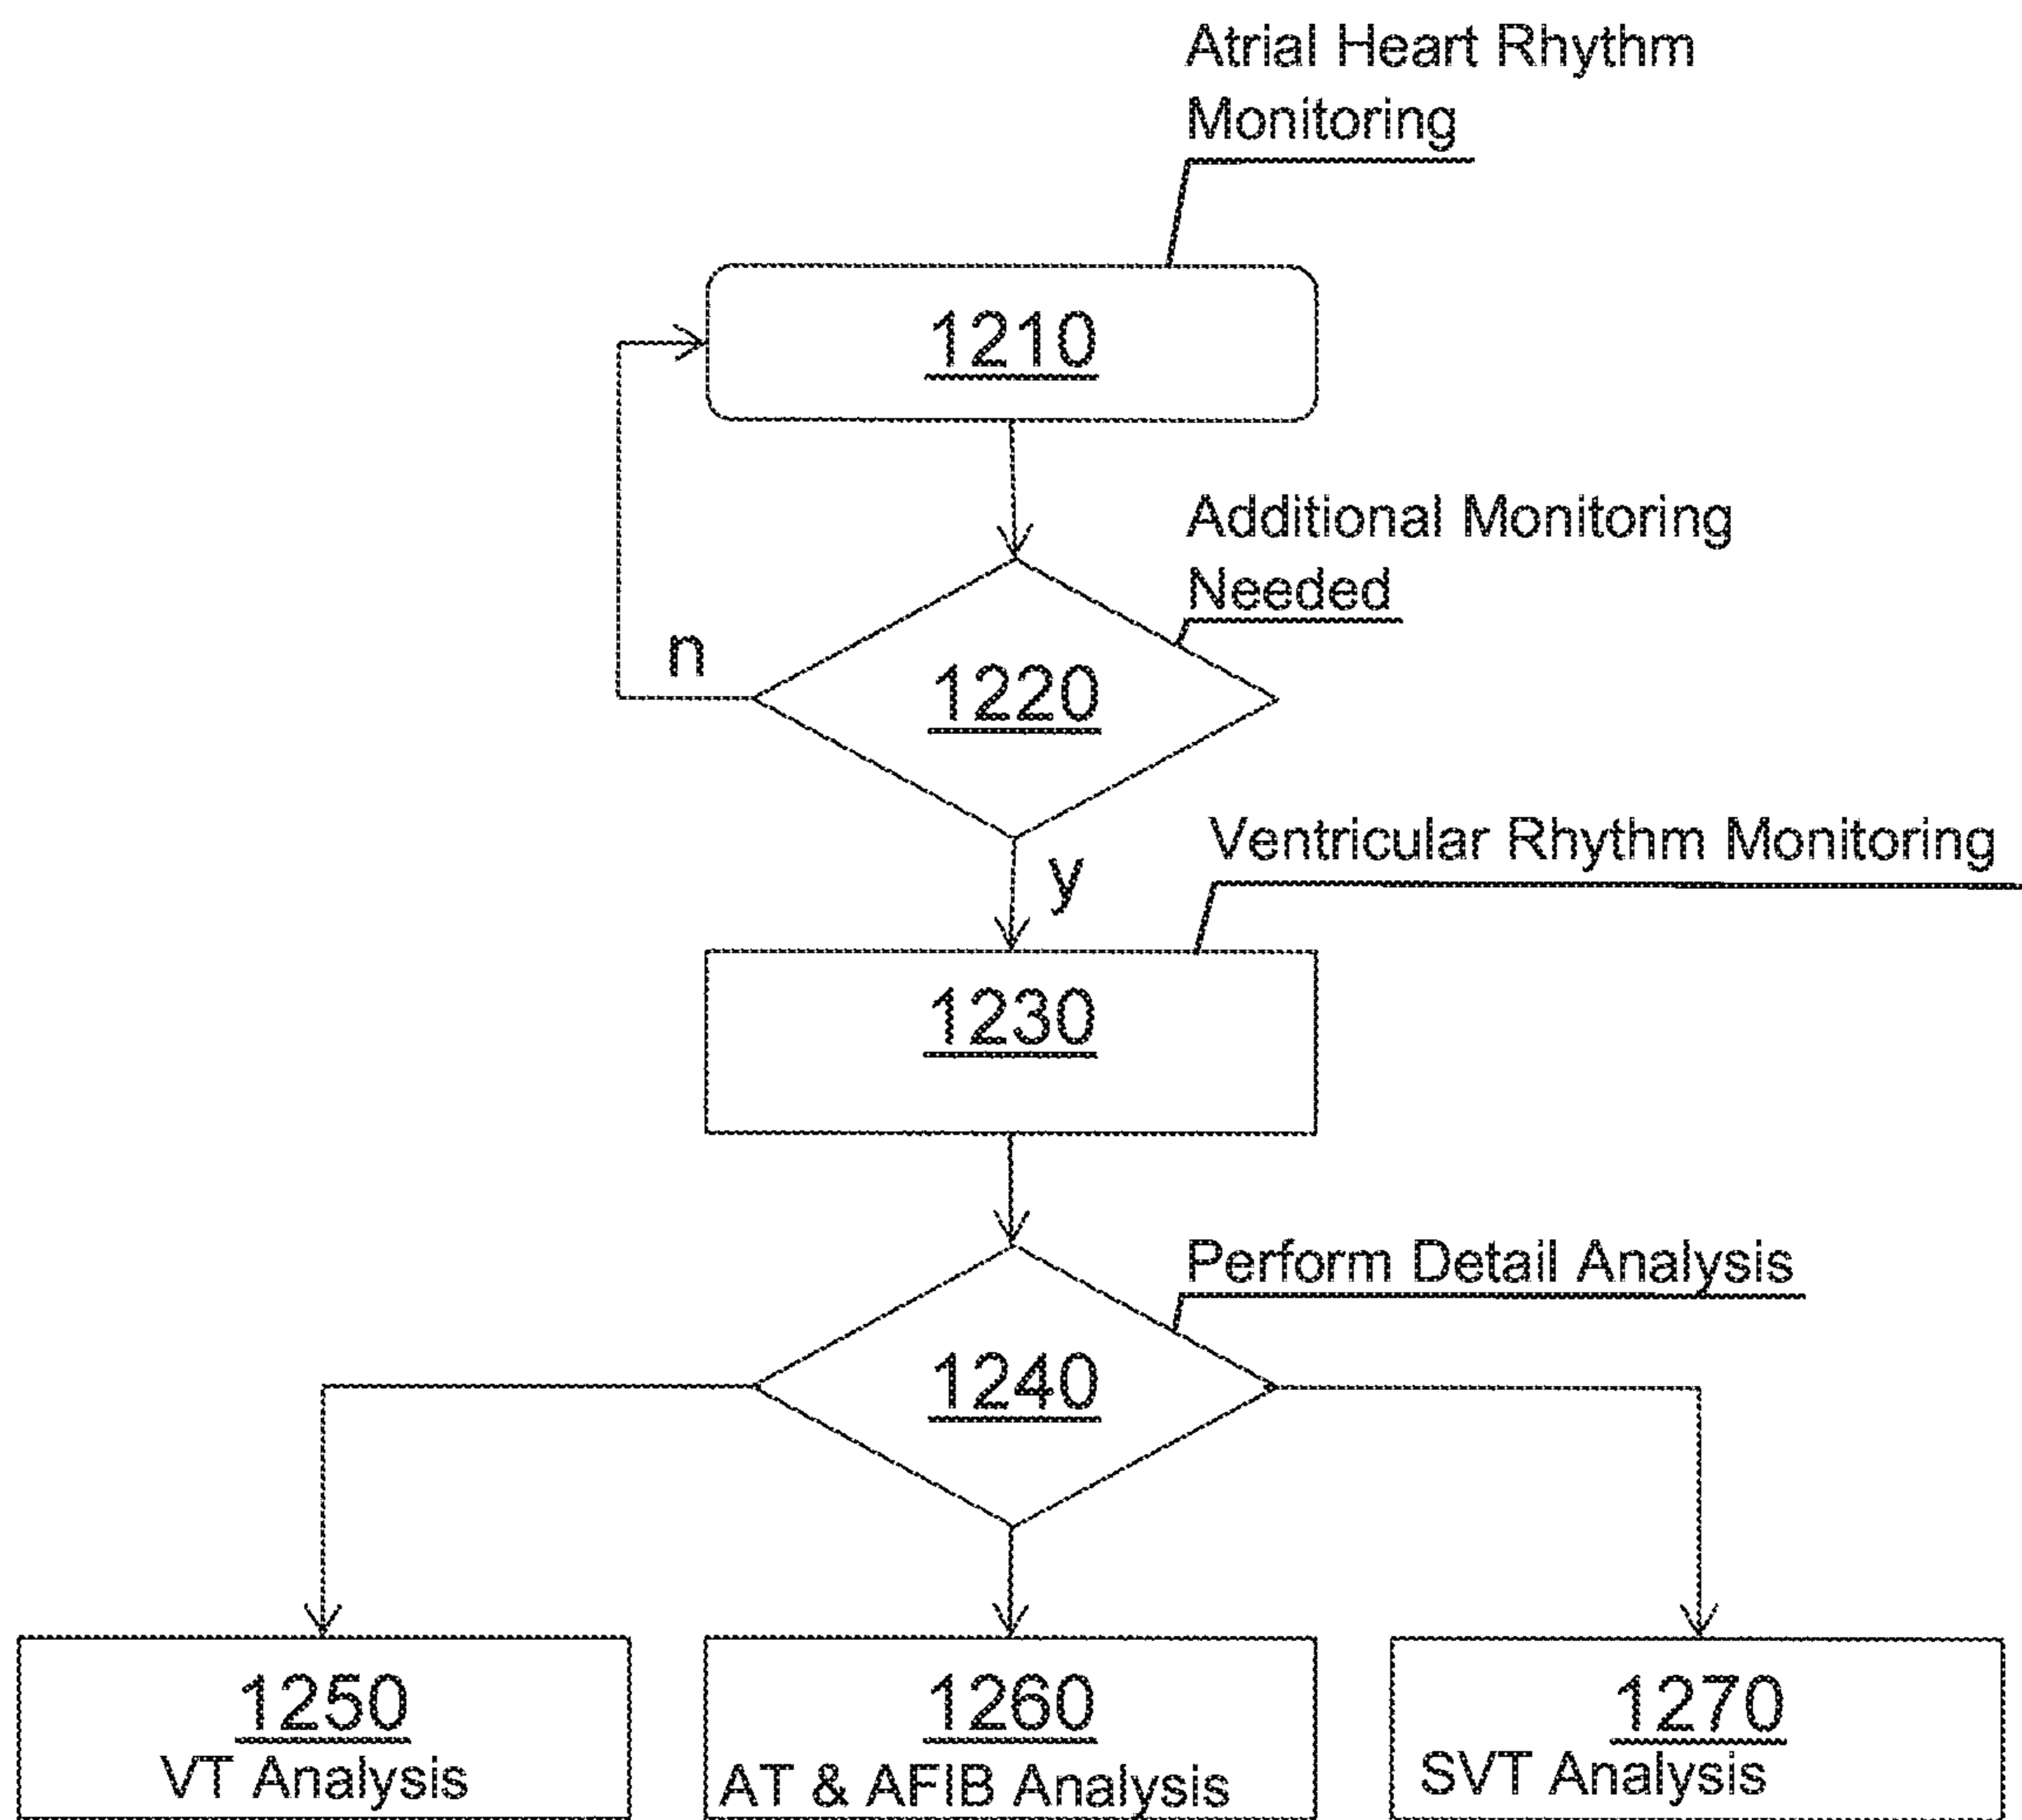 Atrial Heart Rhythm
Monitoring
1210
Additional Monitoring
Needed
n
1220
Ventricular Rhythm Monitoring
y
1230
Perform Detail Analysis
1240
1250
VT Analysis
1260
AT & AFIB Analysis
1270
SVT Analysis